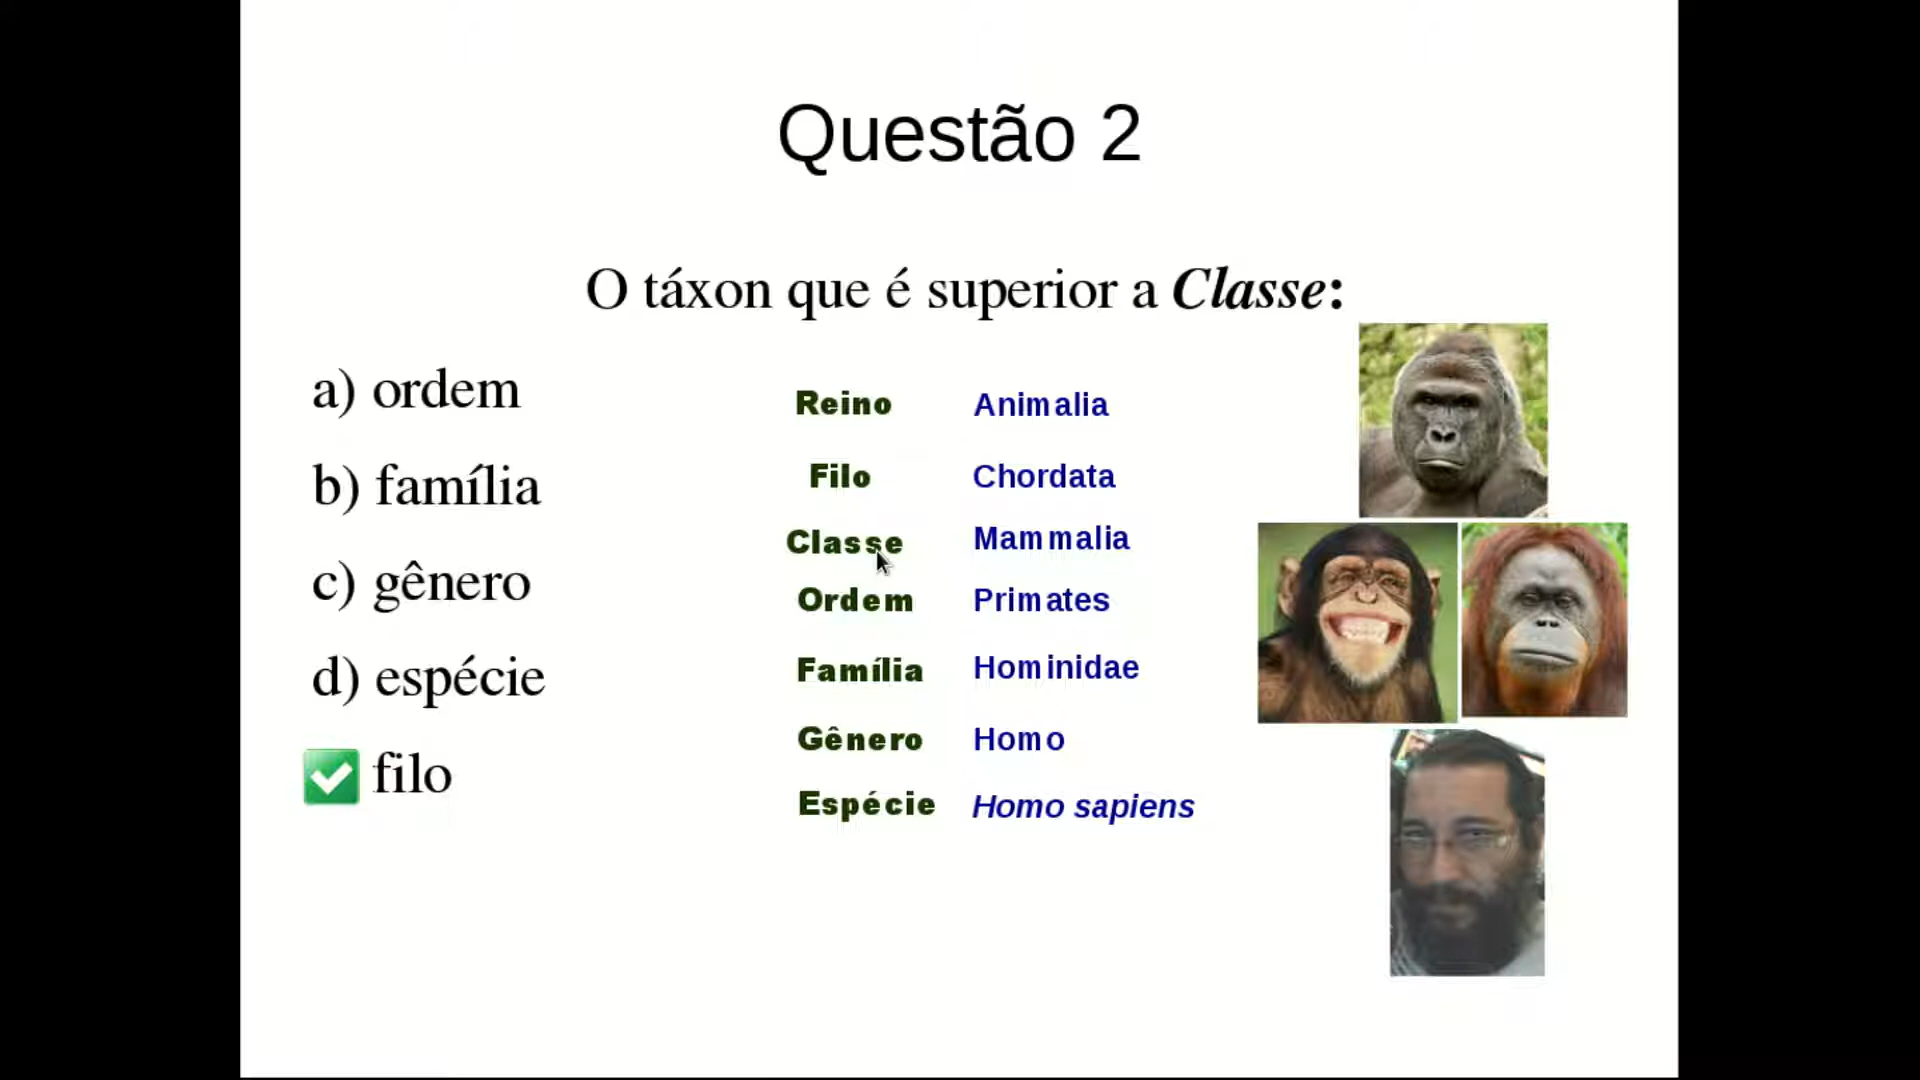 Questão 2
O táxon que é superior a Classe:
a) ordem
b) família
c) gênero
d) espécie
filo
Reino Animalia
Filo Chordata
Classe Mammalia
Ordem Primates
Família Hominidae
Gênero Homo
Espécie Homo sapiens